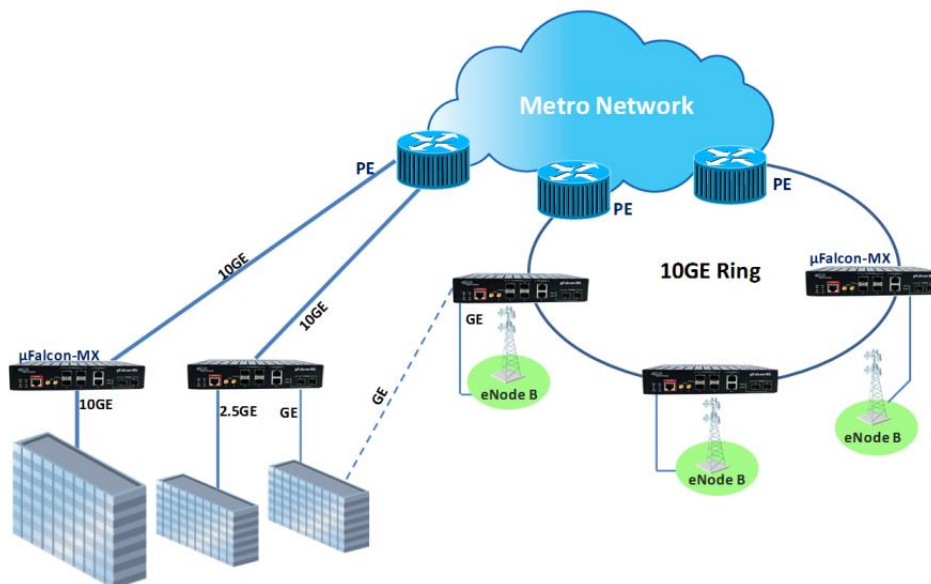 Metro Network
PE
PE
PE
10GE
10GE
10GE Ring
µFalcon-MX
µFalcon-MX
GE
GE
10GE
2.5GE
GE
eNode B
eNode B
eNode B